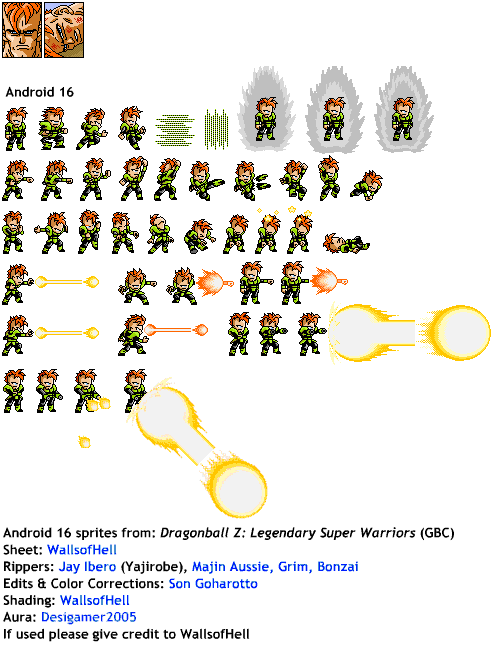 Android 16
Android 16 sprites from: Dragonball Z: Legendary Super Warriors (GBC)
Sheet: WallsofHell
Rippers: Jay Ibero (Yajirobe), Majin Aussie, Grim, Bonzai
Edits & Color Corrections: Son Goharotto
Shading: WallsofHell
Aura: Desigamer2005
If used please give credit to WallsofHell